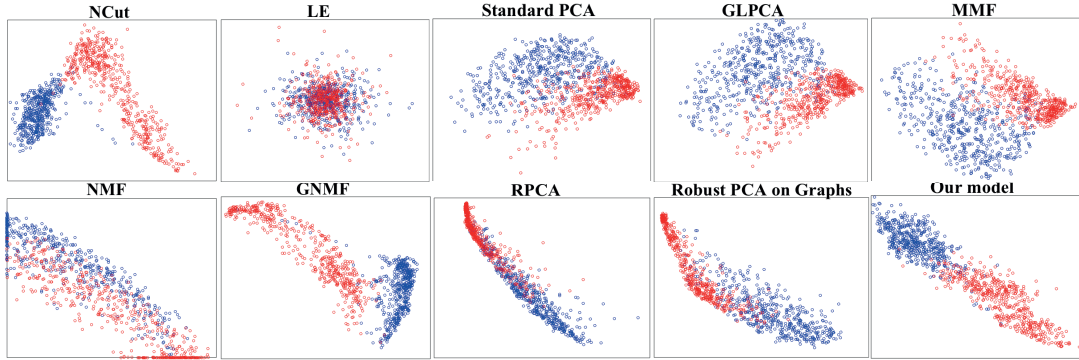 NCut
LE
Standard PCA
GLPCA
MMF
NMF
GNMF
RPCA
Robust PCA on Graphs
Our model